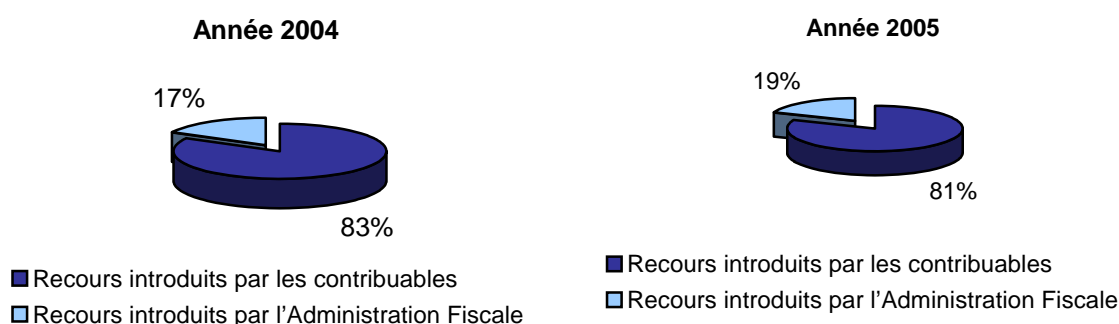 Année 2004
17%
83%
Recours introduits par les contribuables
Recours introduits par l'Administration Fiscale
Année 2005
19%
81%
Recours introduits par les contribuables
Recours introduits par l'Administration Fiscale